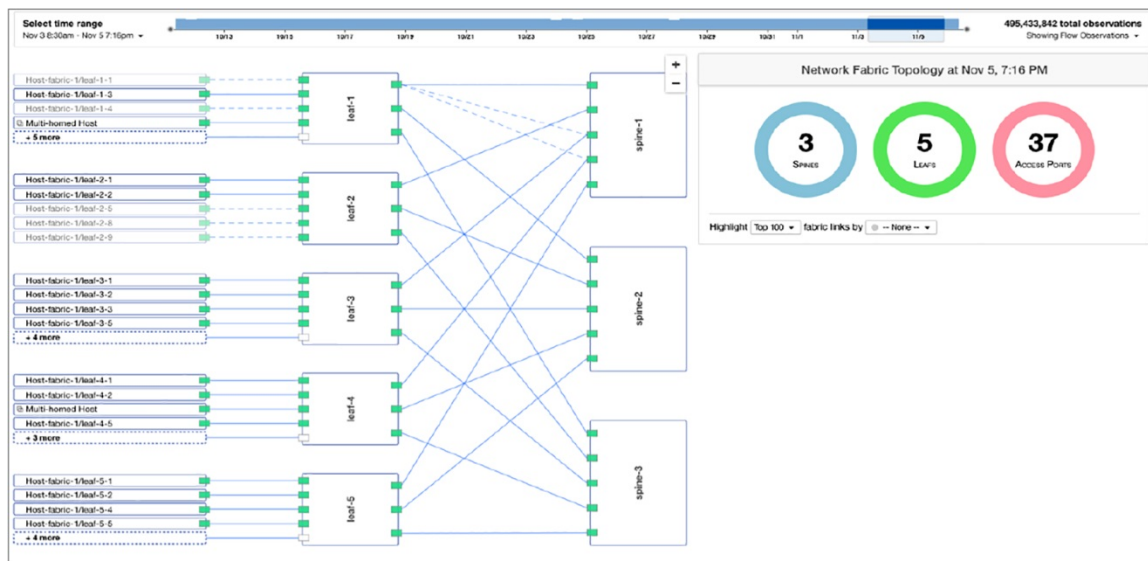 Select time range
Nov 3 8:30am - Nov 5 7:16pm
10/13
10/15
10/17
10/19
10/21
10/23
10/25
10/27
10/29
10/31
11/1
11/3
11/5
495,433,842 total observations
Showing Flow Observations
+
−
Host-fabric-1/leaf-1-1
Host-fabric-1/leaf-1-3
Host-fabric-1/leaf-1-4
Multi-homed Host
+ 5 more
leaf-1
Host-fabric-1/leaf-2-1
Host-fabric-1/leaf-2-2
Host-fabric-1/leaf-2-5
Host-fabric-1/leaf-2-8
Host-fabric-1/leaf-2-9
leaf-2
Host-fabric-1/leaf-3-1
Host-fabric-1/leaf-3-2
Host-fabric-1/leaf-3-3
Host-fabric-1/leaf-3-5
+ 4 more
leaf-3
Host-fabric-1/leaf-4-1
Host-fabric-1/leaf-4-2
Multi-homed Host
Host-fabric-1/leaf-4-5
+ 3 more
leaf-4
Host-fabric-1/leaf-5-1
Host-fabric-1/leaf-5-2
Host-fabric-1/leaf-5-4
Host-fabric-1/leaf-5-5
+ 4 more
leaf-5
spine-1
spine-2
spine-3
Network Fabric Topology at Nov 5, 7:16 PM
3
Spines
5
Leafs
37
Access Ports
Highlight Top 100 fabric links by -- None --